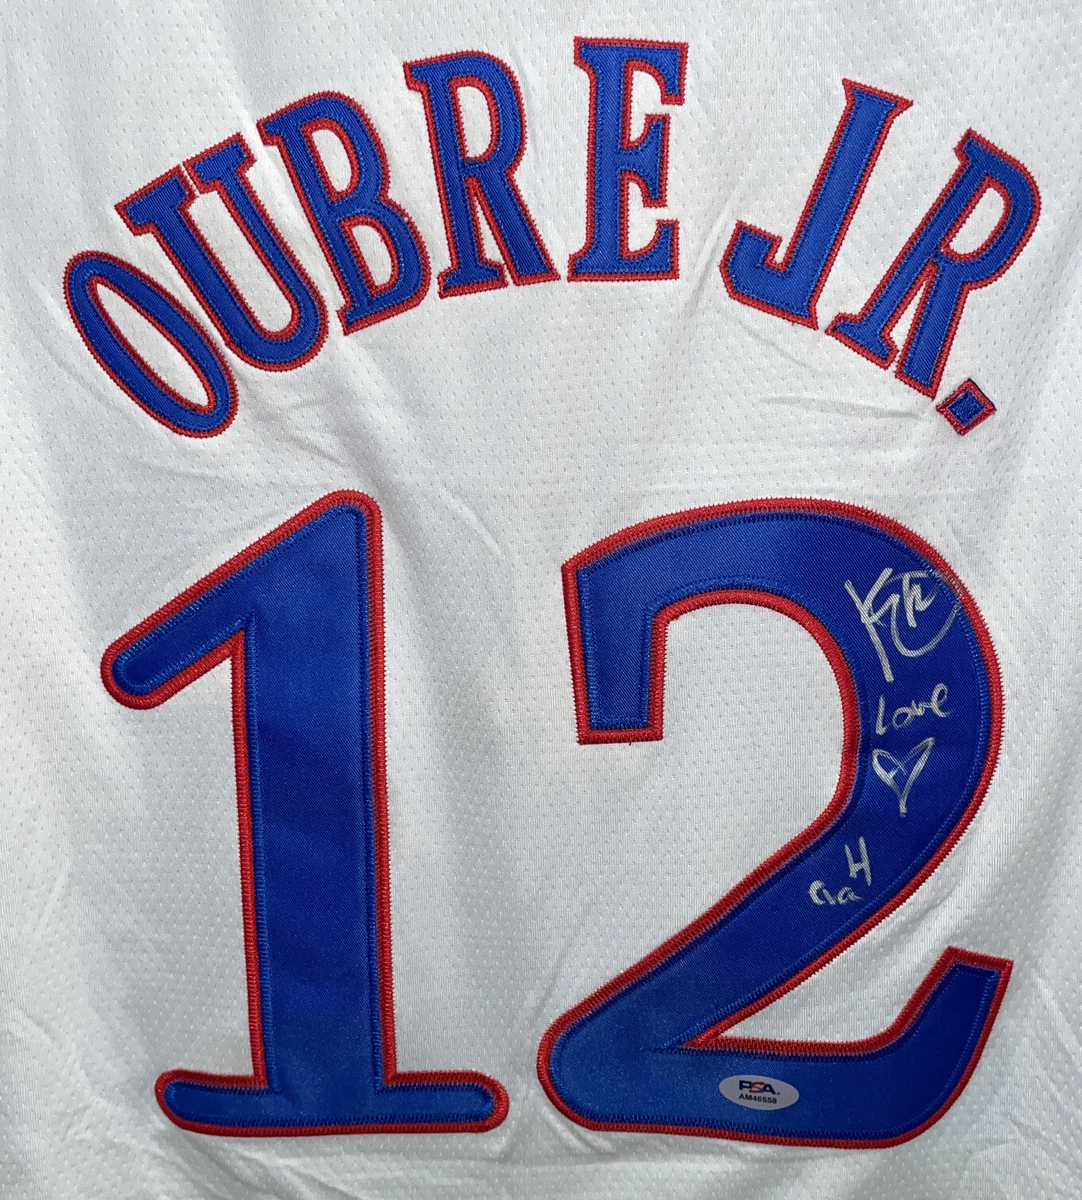 OUBRE JR.
12
Love
PSA
AM46558